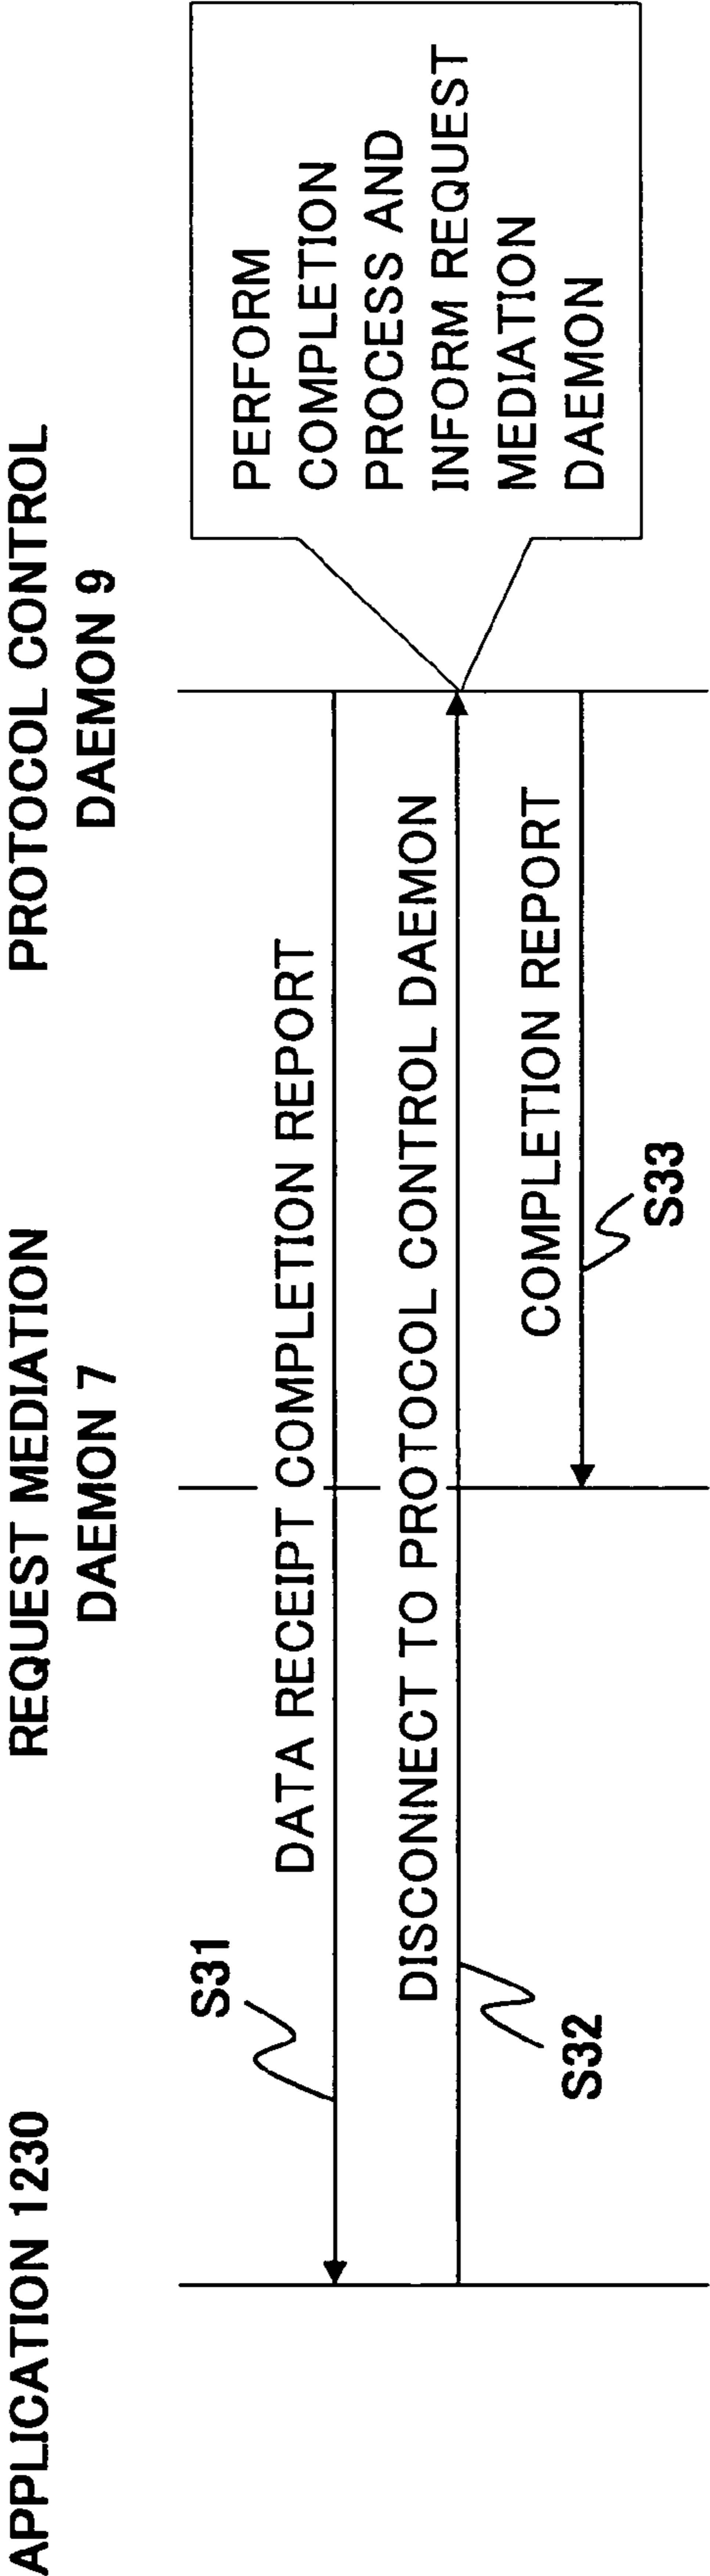 APPLICATION 1230
REQUEST MEDIATION
DAEMON 7
PROTOCOL CONTROL
DAEMON 9
S31
DATA RECEIPT COMPLETION REPORT
DISCONNECT TO PROTOCOL CONTROL DAEMON
S32
COMPLETION REPORT
S33
PERFORM
COMPLETION
PROCESS AND
INFORM REQUEST
MEDIATION
DAEMON